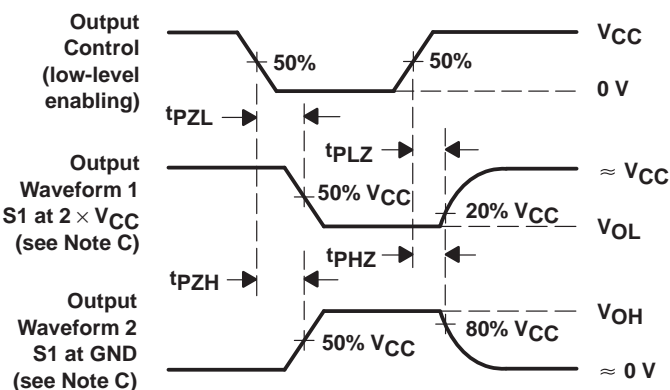 Output
Control
(low-level
enabling)
50%
50%
VCC
0 V
tPZL
tPLZ
Output
Waveform 1
S1 at 2 × VCC
(see Note C)
50% VCC
20% VCC
≈ VCC
VOL
tPZH
tPHZ
Output
Waveform 2
S1 at GND
(see Note C)
50% VCC
80% VCC
VOH
≈ 0 V